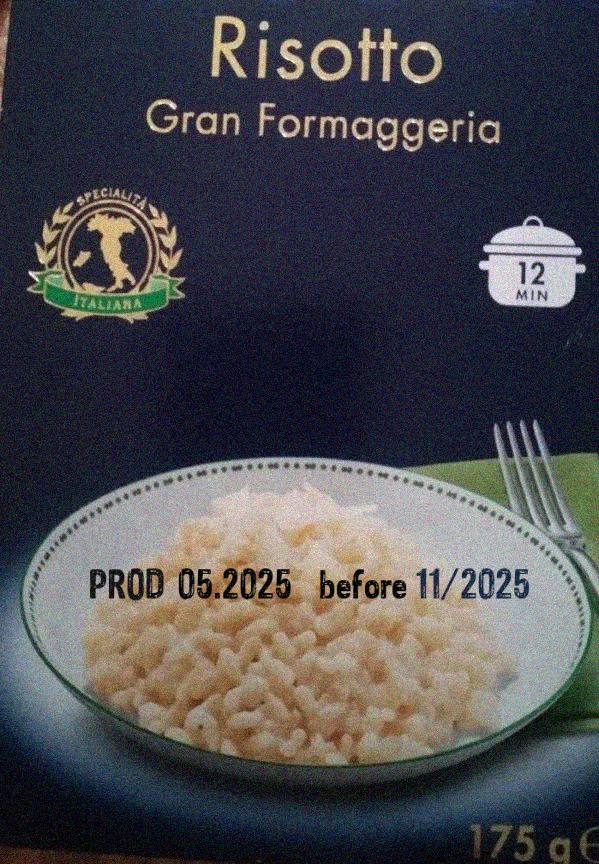 Risotto
Gran Formaggeria
SPECIALITÀ
ITALIANA
12
MIN
PROD 05.2025 before 11/2025
175 g e